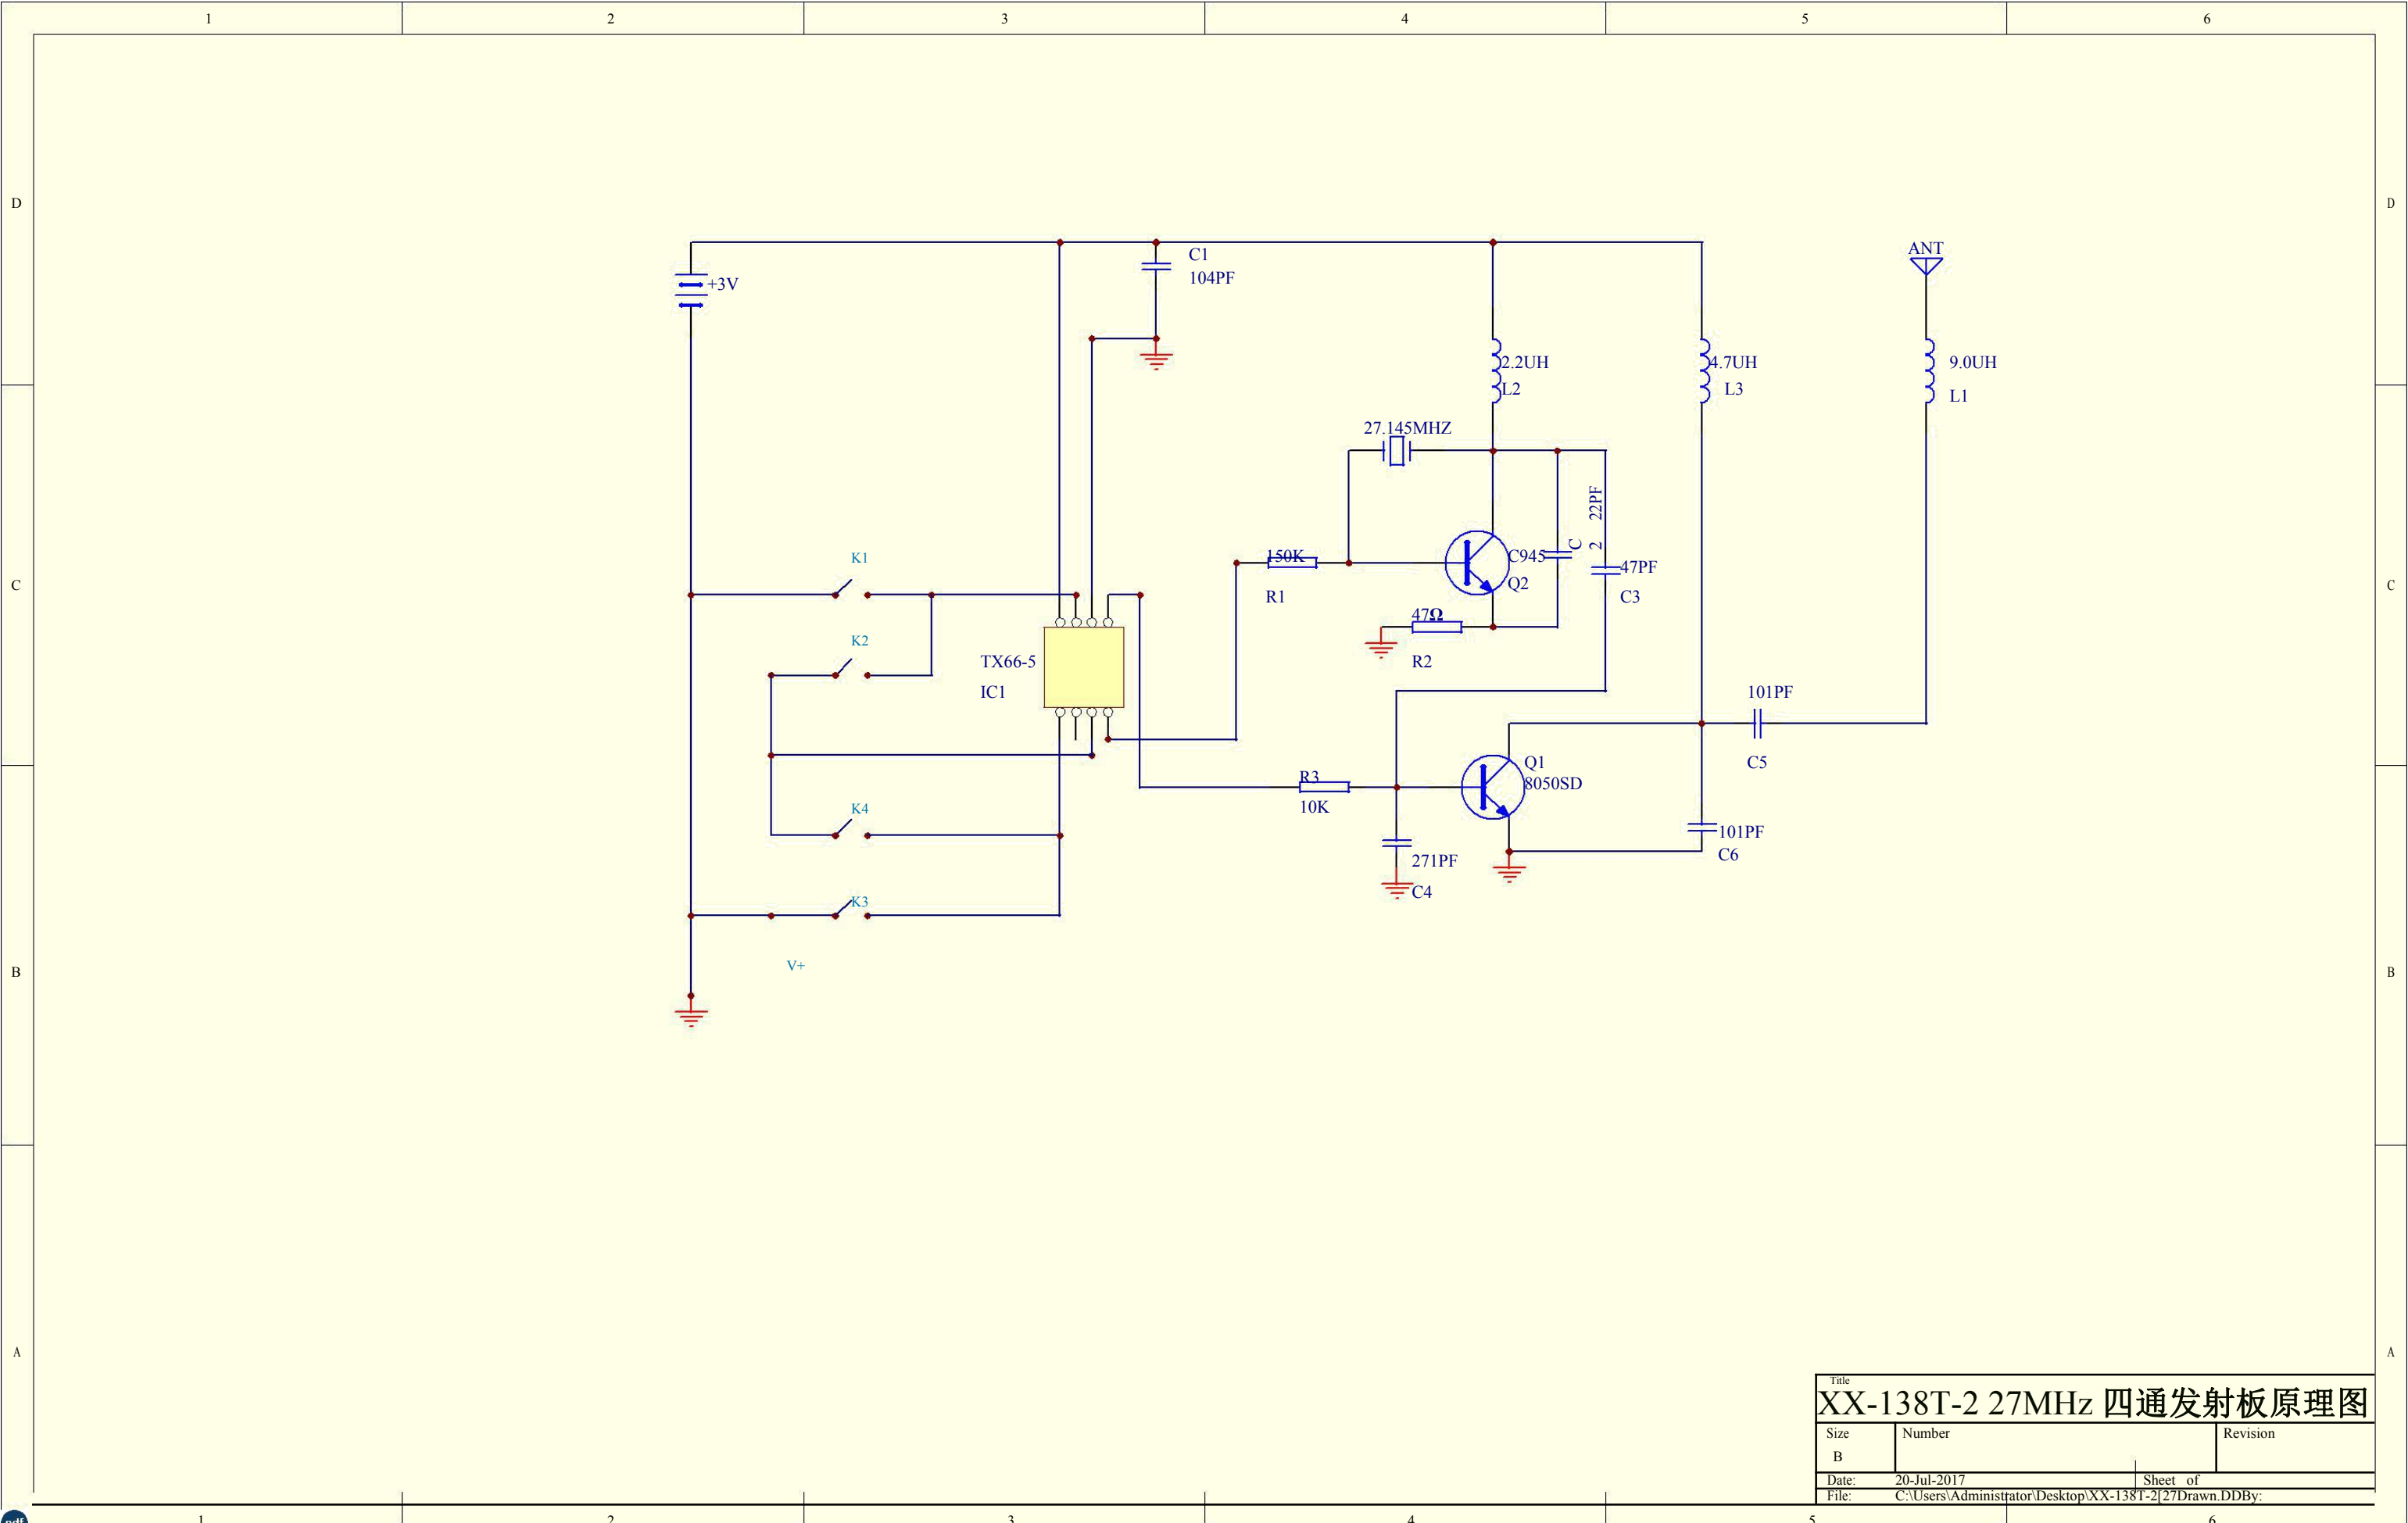 1 2 3 4 5 6
D D
ANT
C1
+3V
104PF
2.2UH 4.7UH 9.0UH
L2 L3 L1
27.145MHZ
22PF
C
2
K1 150K C945 47PF
R1 Q2 C3
47Ω
K2
TX66-5 R2
IC1
101PF
C C
Q1
C5
R3
8050SD
K4 10K
101PF
271PF C6
C4
K3
V+
B B
A A
Title
XX-138T-2 27MHz 四通发射板原理图
Size Number Revision
B
Date: 20-Jul-2017 Sheet of
File: C:\Users\Administrator\Desktop\XX-138T-2[27Drawn.DDBy:
1 2 3 4 5 6
pdf